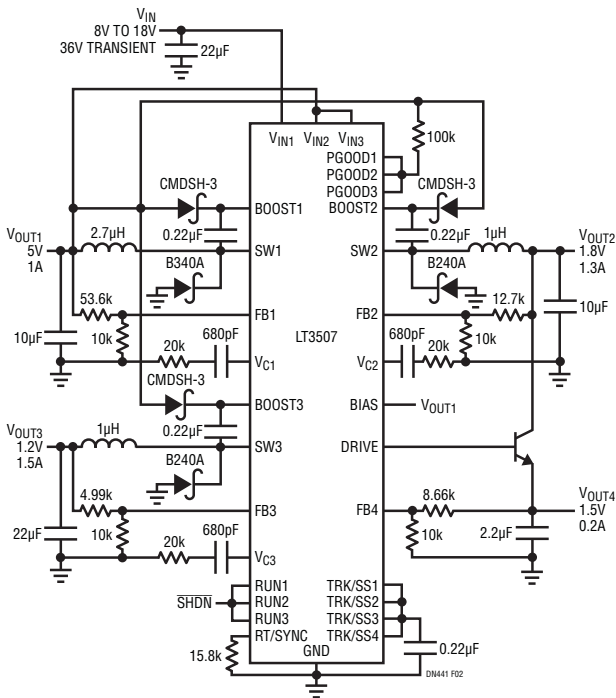 VIN
8V TO 18V
36V TRANSIENT
22µF
VIN1
VIN2
VIN3
100k
PGOOD1
PGOOD2
PGOOD3
CMDSH-3
BOOST1
0.22µF
BOOST2
CMDSH-3
0.22µF
VOUT1
5V
1A
2.7µH
SW1
B340A
SW2
1µH
B240A
VOUT2
1.8V
1.3A
53.6k
FB1
10k
10µF
20k
680pF
VC1
LT3507
FB2
12.7k
10k
10µF
680pF
20k
VC2
CMDSH-3
BOOST3
0.22µF
BIAS
VOUT1
VOUT3
1.2V
1.5A
1µH
SW3
B240A
DRIVE
4.99k
FB3
10k
22µF
20k
680pF
VC3
FB4
8.66k
10k
2.2µF
VOUT4
1.5V
0.2A
SHDN
RUN1
RUN2
RUN3
RT/SYNC
15.8k
TRK/SS1
TRK/SS2
TRK/SS3
TRK/SS4
GND
0.22µF
DN441 F02